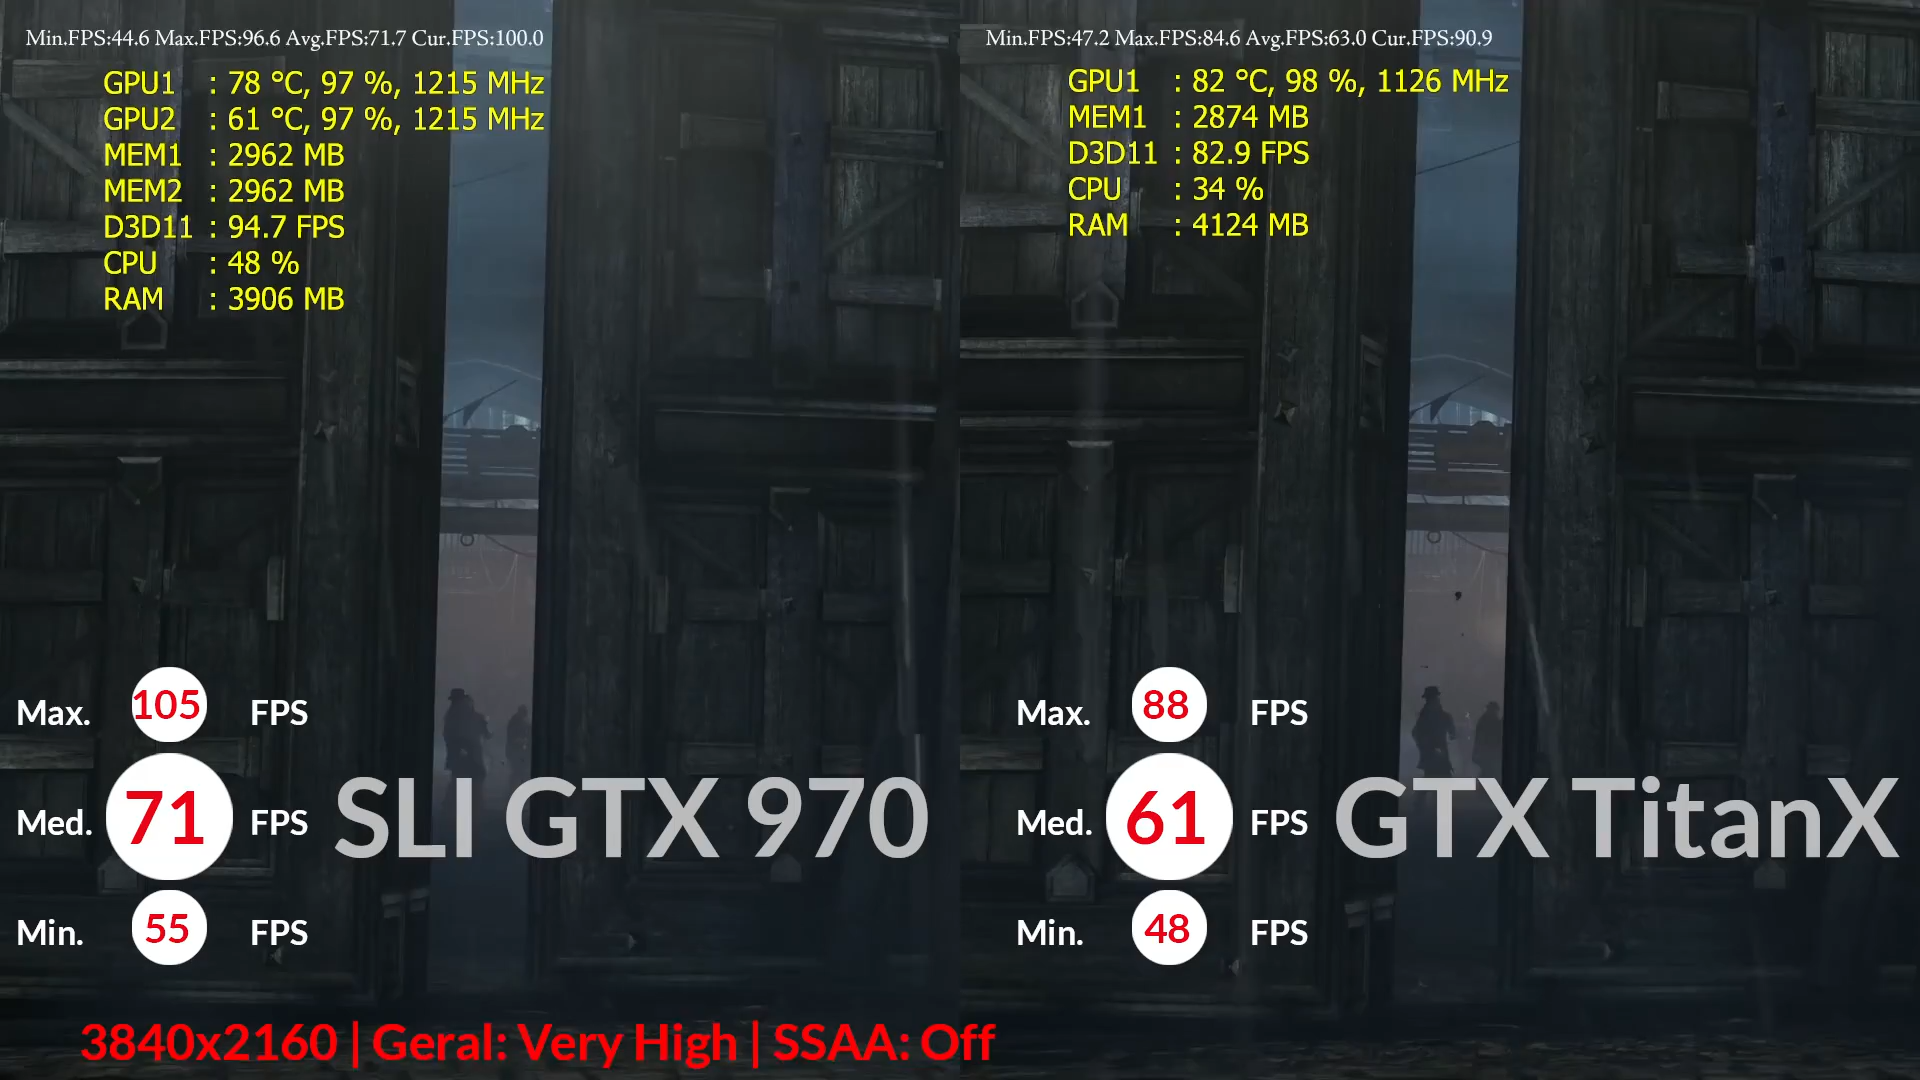 Min.FPS:44.6 Max.FPS:96.6 Avg.FPS:71.7 Cur.FPS:100.0
GPU1 : 78 °C, 97 %, 1215 MHz
GPU2 : 61 °C, 97 %, 1215 MHz
MEM1 : 2962 MB
MEM2 : 2962 MB
D3D11 : 94.7 FPS
CPU : 48 %
RAM : 3906 MB
Max. 105 FPS
Med. 71 FPS
SLI GTX 970
Min. 55 FPS
Min.FPS:47.2 Max.FPS:84.6 Avg.FPS:63.0 Cur.FPS:90.9
GPU1 : 82 °C, 98 %, 1126 MHz
MEM1 : 2874 MB
D3D11 : 82.9 FPS
CPU : 34 %
RAM : 4124 MB
Max. 88 FPS
Med. 61 FPS
GTX TitanX
Min. 48 FPS
3840x2160 | Geral: Very High | SSAA: Off